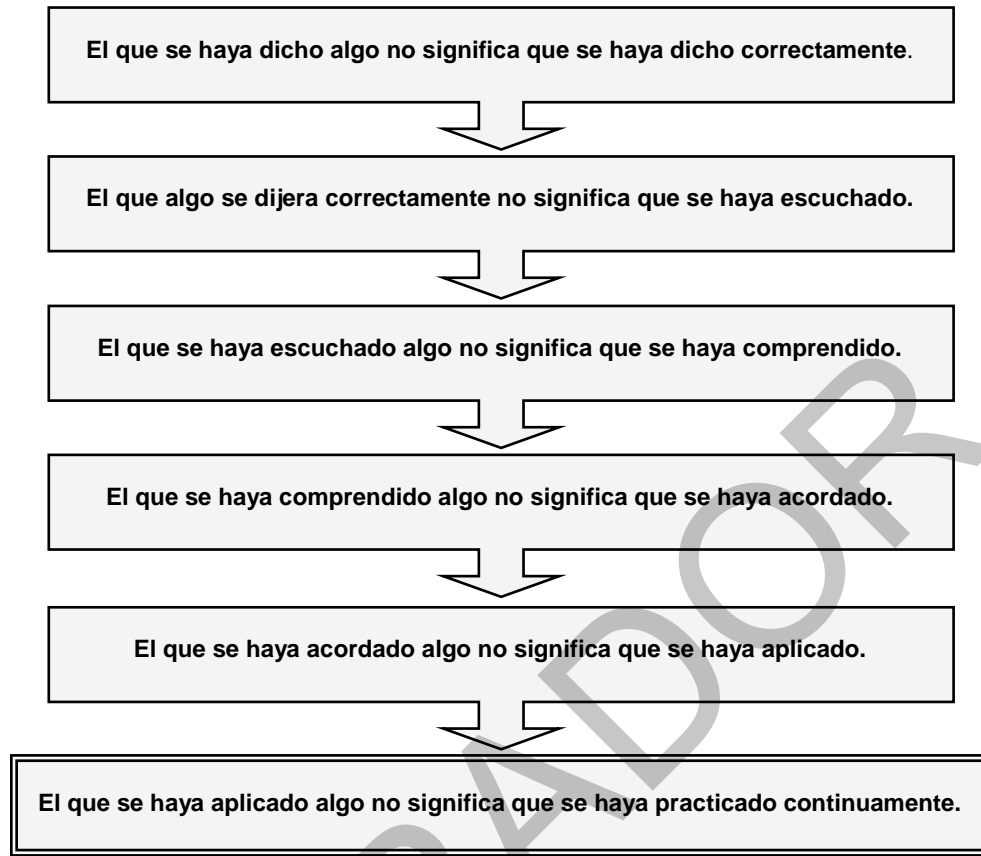 El que se haya dicho algo no significa que se haya dicho correctamente.
El que algo se dijera correctamente no significa que se haya escuchado.
El que se haya escuchado algo no significa que se haya comprendido.
El que se haya comprendido algo no significa que se haya acordado.
El que se haya acordado algo no significa que se haya aplicado.
El que se haya aplicado algo no significa que se haya practicado continuamente.
RADOR